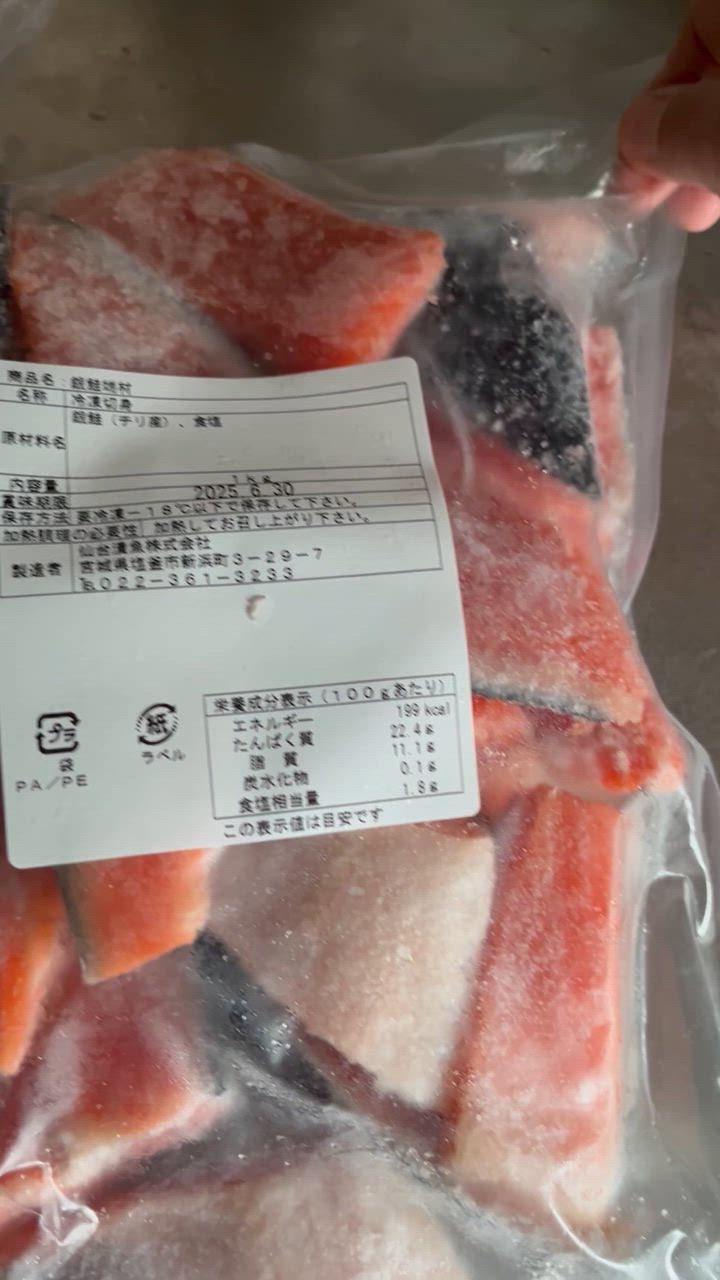 商品名：銀鮭端材
名称 冷凍切身
原材料名 銀鮭（チリ産）、食塩
内容量 1kg
賞味期限 2025.6.30
保存方法 要冷凍－18℃以下で保存して下さい。
加熱調理の必要性 加熱してお召し上がり下さい。
製造者 仙台漬魚株式会社
宮城県塩釜市新浜町3－29－7
℡022－361－3233
プラ
袋
PA/PE
紙
ラベル
栄養成分表示（100gあたり）
エネルギー 199kcal
たんぱく質 22.4g
脂質 11.1g
炭水化物 0.1g
食塩相当量 1.8g
この表示値は目安です